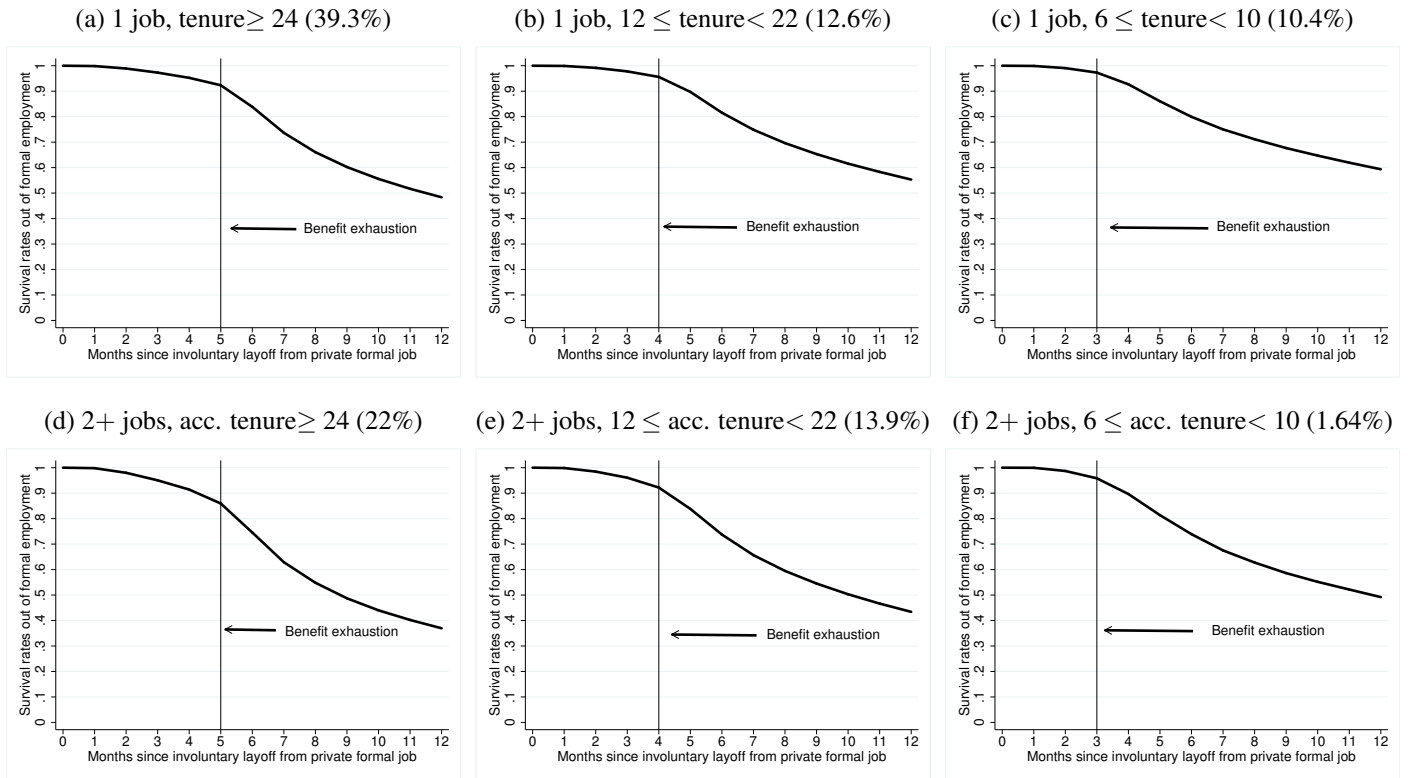 (a) 1 job, tenure≥ 24 (39.3%)
(b) 1 job, 12 ≤ tenure< 22 (12.6%)
(c) 1 job, 6 ≤ tenure< 10 (10.4%)
Survival rates out of formal employment
0 .1 .2 .3 .4 .5 .6 .7 .8 .9 1
Benefit exhaustion
0 1 2 3 4 5 6 7 8 9 10 11 12
Months since involuntary layoff from private formal job
Survival rates out of formal employment
0 .1 .2 .3 .4 .5 .6 .7 .8 .9 1
Benefit exhaustion
0 1 2 3 4 5 6 7 8 9 10 11 12
Months since involuntary layoff from private formal job
Survival rates out of formal employment
0 .1 .2 .3 .4 .5 .6 .7 .8 .9 1
Benefit exhaustion
0 1 2 3 4 5 6 7 8 9 10 11 12
Months since involuntary layoff from private formal job
(d) 2+ jobs, acc. tenure≥ 24 (22%)
(e) 2+ jobs, 12 ≤ acc. tenure< 22 (13.9%)
(f) 2+ jobs, 6 ≤ acc. tenure< 10 (1.64%)
Survival rates out of formal employment
0 .1 .2 .3 .4 .5 .6 .7 .8 .9 1
Benefit exhaustion
0 1 2 3 4 5 6 7 8 9 10 11 12
Months since involuntary layoff from private formal job
Survival rates out of formal employment
0 .1 .2 .3 .4 .5 .6 .7 .8 .9 1
Benefit exhaustion
0 1 2 3 4 5 6 7 8 9 10 11 12
Months since involuntary layoff from private formal job
Survival rates out of formal employment
0 .1 .2 .3 .4 .5 .6 .7 .8 .9 1
Benefit exhaustion
0 1 2 3 4 5 6 7 8 9 10 11 12
Months since involuntary layoff from private formal job